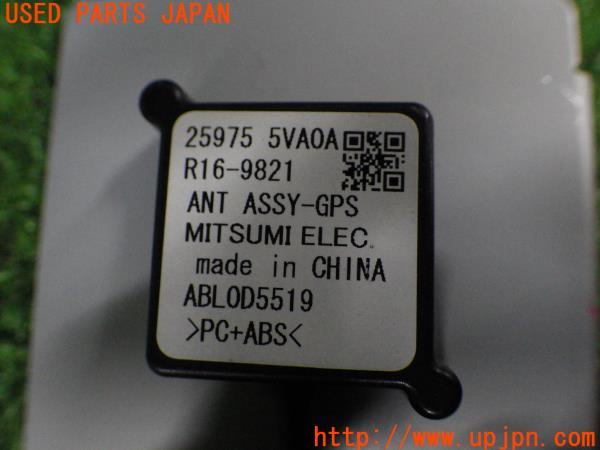 USED PARTS JAPAN
25975 5VA0A
R16-9821
ANT ASSY-GPS
MITSUMI ELEC.
made in CHINA
ABL0D5519
>PC+ABS<
http://www.upjpn.com